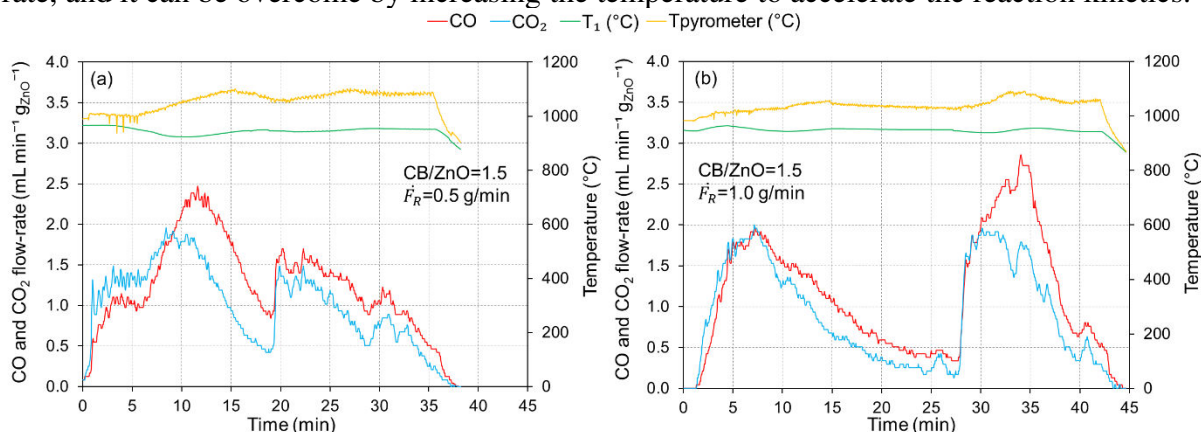 rate, and it can be overcome by increasing the temperature to accelerate the reaction kinetics.
CO CO₂ T₁ (°C) Tpyrometer (°C)
(a)
CO and CO₂ flow-rate (mL min⁻¹ g_ZnO⁻¹)
4.0
3.5
3.0
2.5
2.0
1.5
1.0
0.5
0.0
CB/ZnO=1.5
Ḟ_R=0.5 g/min
1200
1000
800
600
400
200
0
Temperature (°C)
0 5 10 15 20 25 30 35 40 45
Time (min)
(b)
CO and CO₂ flow-rate (mL min⁻¹ g_ZnO⁻¹)
4.0
3.5
3.0
2.5
2.0
1.5
1.0
0.5
0.0
CB/ZnO=1.5
Ḟ_R=1.0 g/min
1200
1000
800
600
400
200
0
Temperature (°C)
0 5 10 15 20 25 30 35 40 45
Time (min)